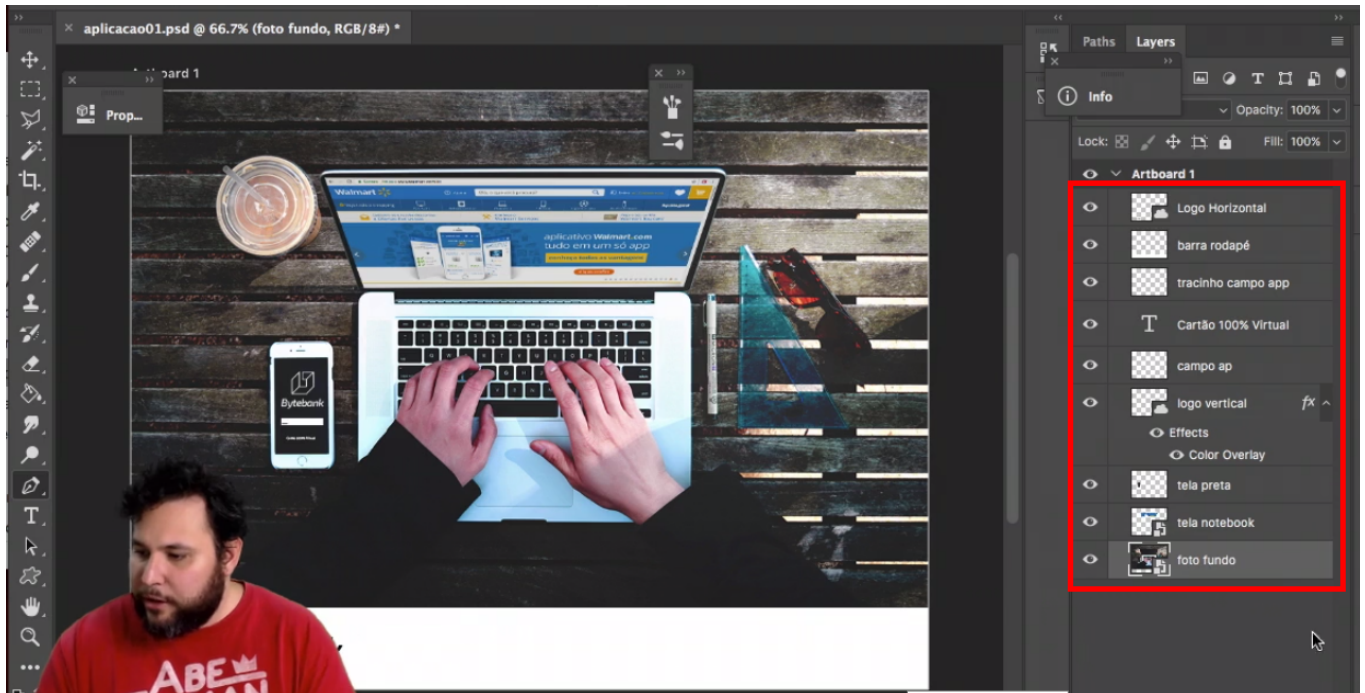 aplicacao01.psd @ 66.7% (foto fundo, RGB/8#) *
Paths Layers
Artboard 1
Prop...
Info
Opacity: 100%
Lock: Fill: 100%
Artboard 1
Logo Horizontal
barra rodapé
tracinho campo app
T Cartão 100% Virtual
campo ap
logo vertical fx
Effects
Color Overlay
tela preta
tela notebook
foto fundo
Walmart
aplicativo Walmart.com
tudo em um só app
Bytebank
ABE